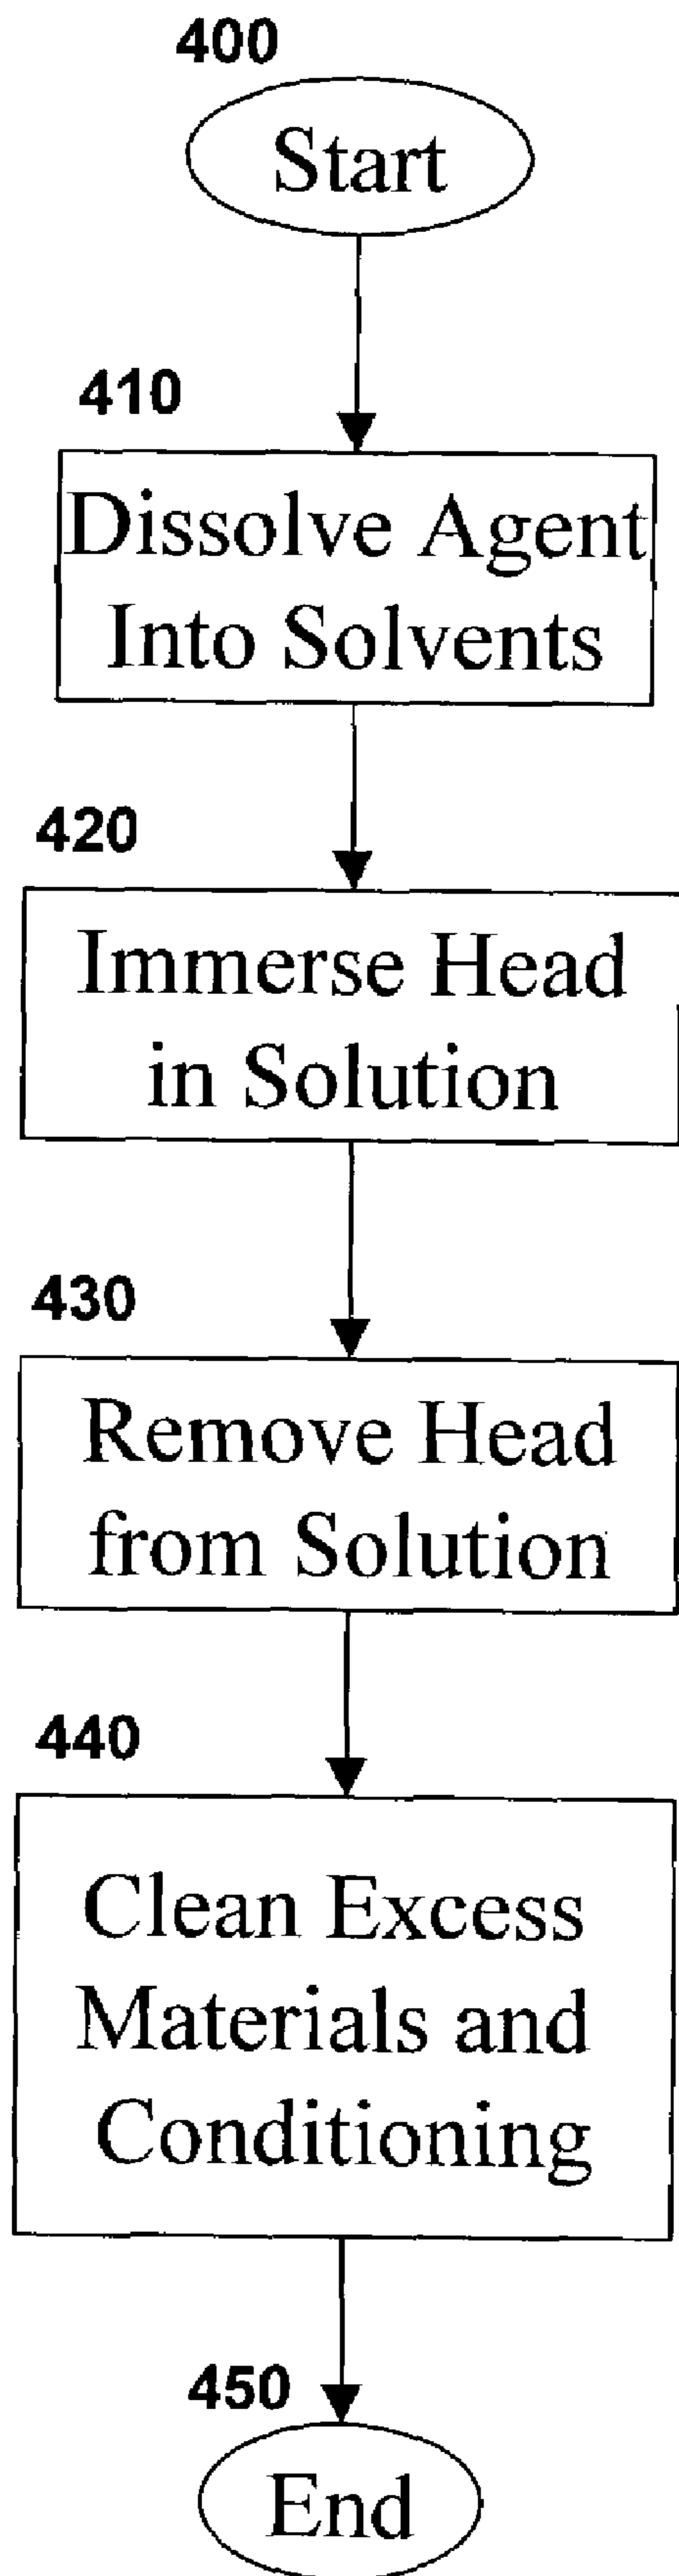 400
Start
410
Dissolve Agent
Into Solvents
420
Immerse Head
in Solution
430
Remove Head
from Solution
440
Clean Excess
Materials and
Conditioning
450
End